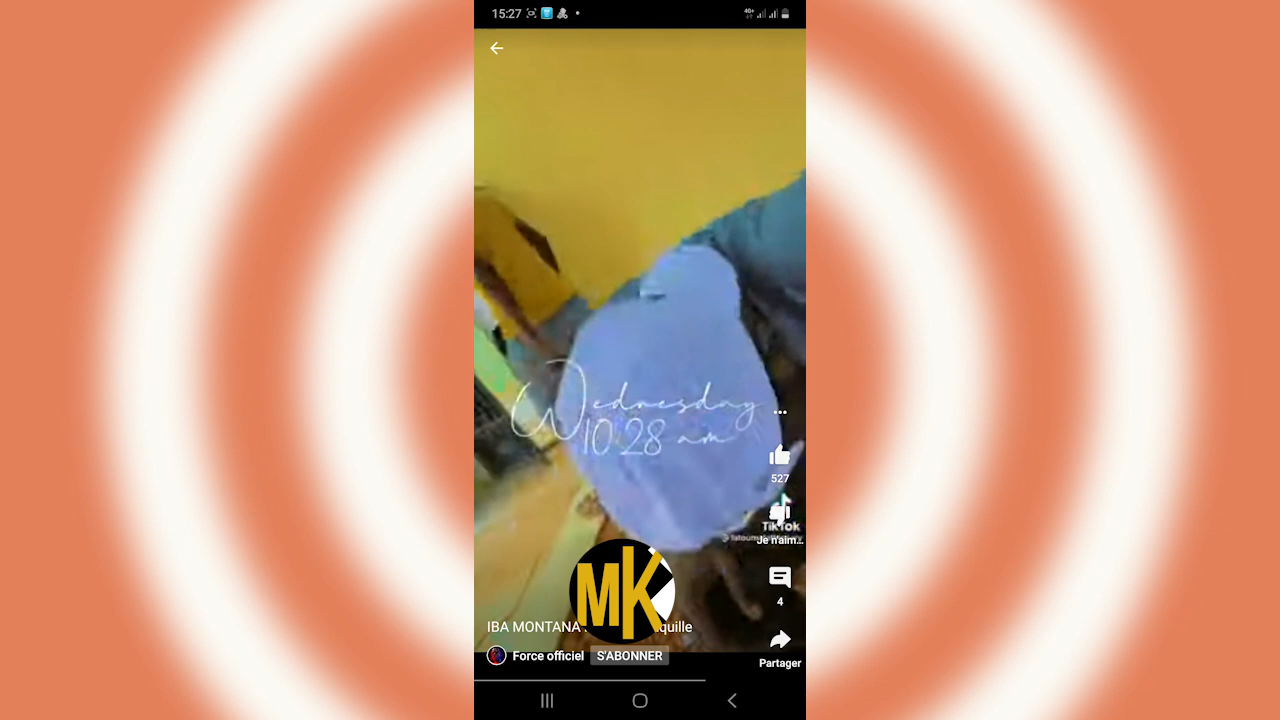 15:27
4G+
Wednesday
10:28 am
527
TikTok
Je n'aim...
MK
4
IBA MONTANA quille
Force officiel S'ABONNER
Partager